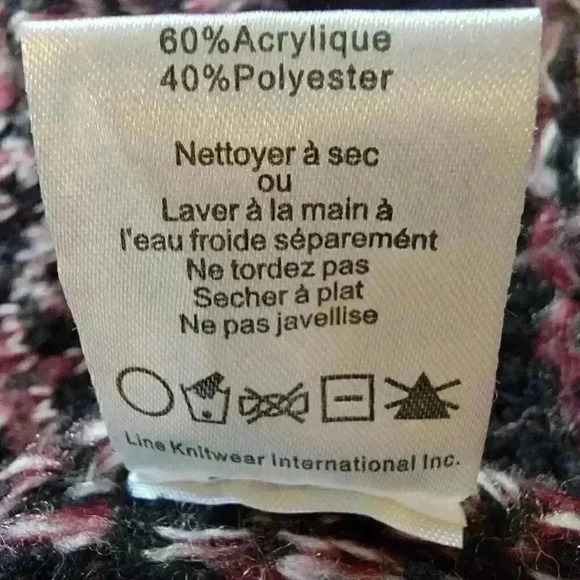 60%Acrylique
40%Polyester
Nettoyer à sec
ou
Laver à la main à
l'eau froide séparemént
Ne tordez pas
Secher à plat
Ne pas javellise
Line Knitwear International Inc.